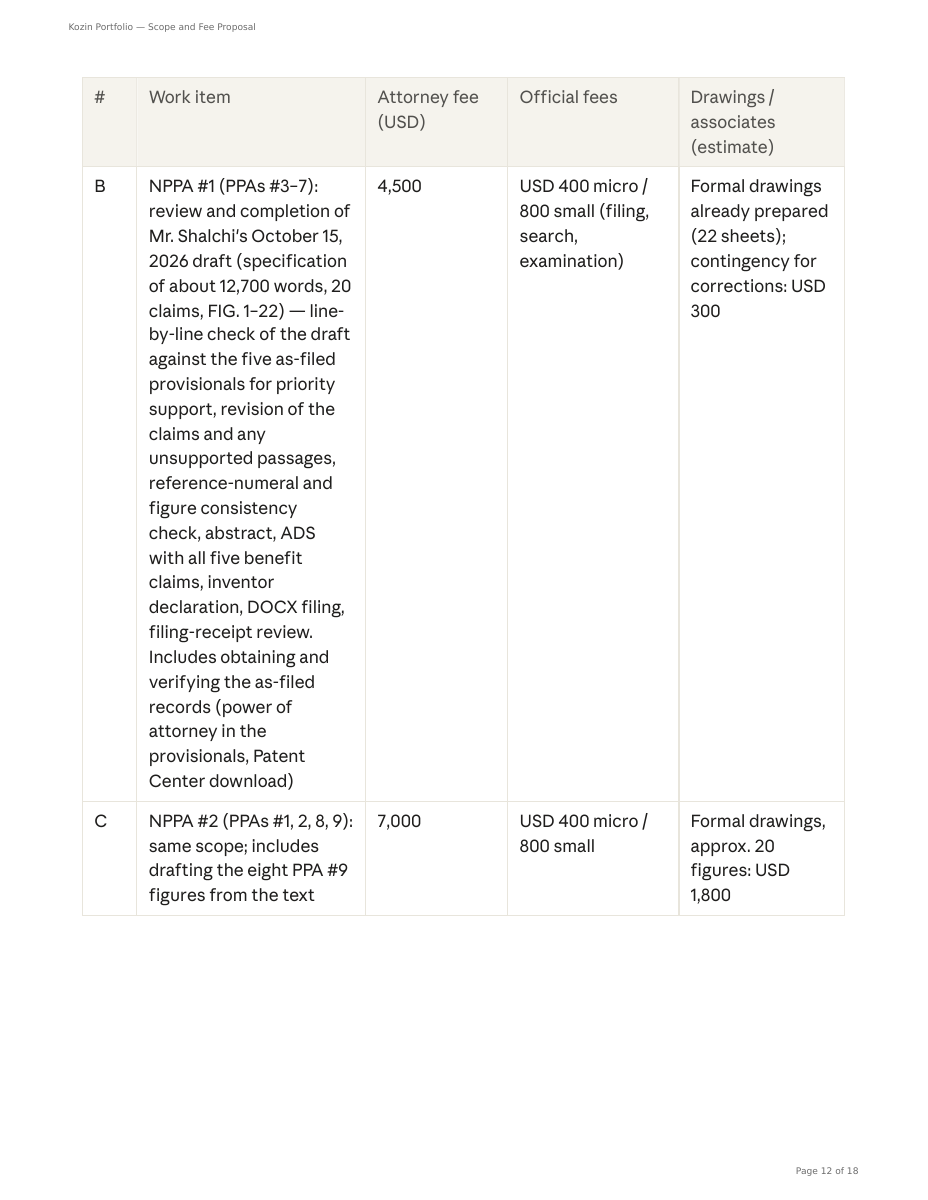 Kozin Portfolio — Scope and Fee Proposal
# Work item Attorney fee (USD) Official fees Drawings / associates (estimate)
B
NPPA #1 (PPAs #3–7):
review and completion of
Mr. Shalchi's October 15,
2026 draft (specification
of about 12,700 words, 20
claims, FIG. 1–22) — line-
by-line check of the draft
against the five as-filed
provisionals for priority
support, revision of the
claims and any
unsupported passages,
reference-numeral and
figure consistency
check, abstract, ADS
with all five benefit
claims, inventor
declaration, DOCX filing,
filing-receipt review.
Includes obtaining and
verifying the as-filed
records (power of
attorney in the
provisionals, Patent
Center download)
4,500
USD 400 micro /
800 small (filing,
search,
examination)
Formal drawings
already prepared
(22 sheets);
contingency for
corrections: USD
300
C
NPPA #2 (PPAs #1, 2, 8, 9):
same scope; includes
drafting the eight PPA #9
figures from the text
7,000
USD 400 micro /
800 small
Formal drawings,
approx. 20
figures: USD
1,800
Page 12 of 18